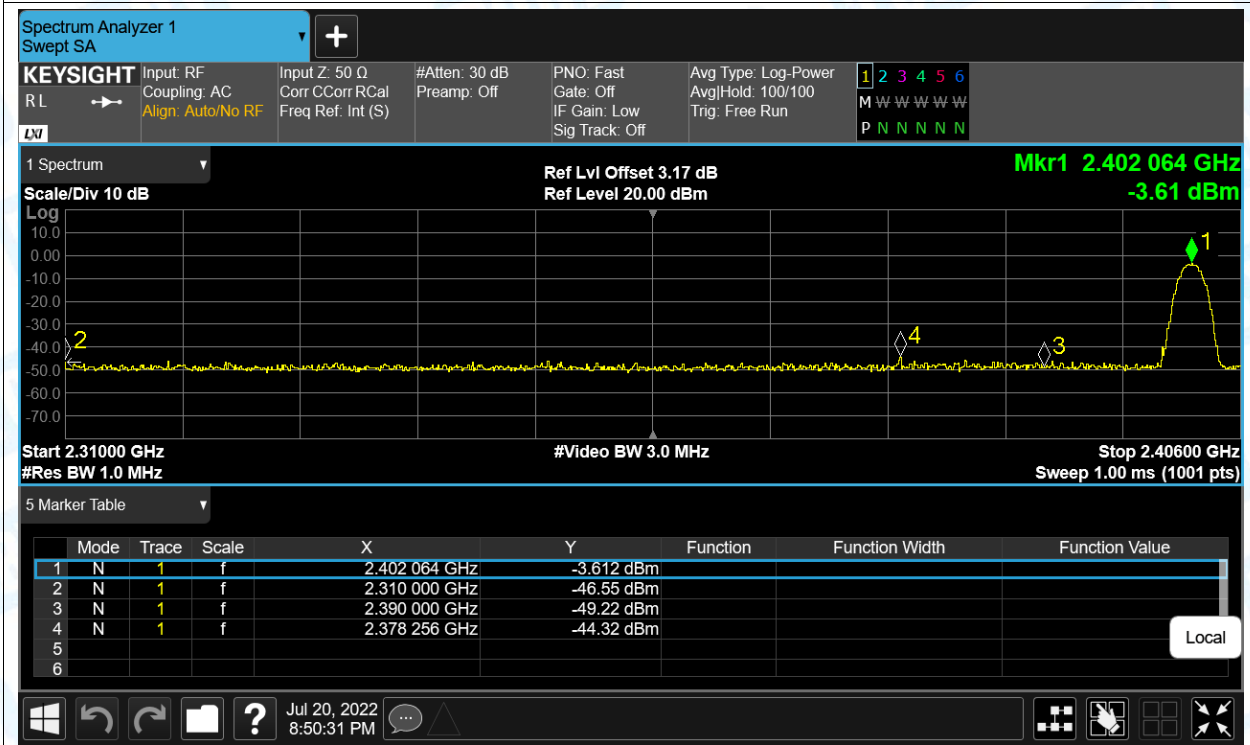 Spectrum Analyzer 1
Swept SA
KEYSIGHT
R L
LXI
Input: RF
Coupling: AC
Align: Auto/No RF
Input Z: 50 Ω
Corr CCorr RCal
Freq Ref: Int (S)
#Atten: 30 dB
Preamp: Off
PNO: Fast
Gate: Off
IF Gain: Low
Sig Track: Off
Avg Type: Log-Power
Avg|Hold: 100/100
Trig: Free Run
1 2 3 4 5 6
M W W W W W
P N N N N N
1 Spectrum
Scale/Div 10 dB
Ref Lvl Offset 3.17 dB
Ref Level 20.00 dBm
Mkr1 2.402 064 GHz
-3.61 dBm
Log
10.0
0.00
-10.0
-20.0
-30.0
-40.0
-50.0
-60.0
-70.0
2
4
3
1
Start 2.31000 GHz
#Res BW 1.0 MHz
#Video BW 3.0 MHz
Stop 2.40600 GHz
Sweep 1.00 ms (1001 pts)
5 Marker Table
Mode Trace Scale X Y Function Function Width Function Value
1 N 1 f 2.402 064 GHz -3.612 dBm
2 N 1 f 2.310 000 GHz -46.55 dBm
3 N 1 f 2.390 000 GHz -49.22 dBm
4 N 1 f 2.378 256 GHz -44.32 dBm
5
6
Local
?
Jul 20, 2022
8:50:31 PM